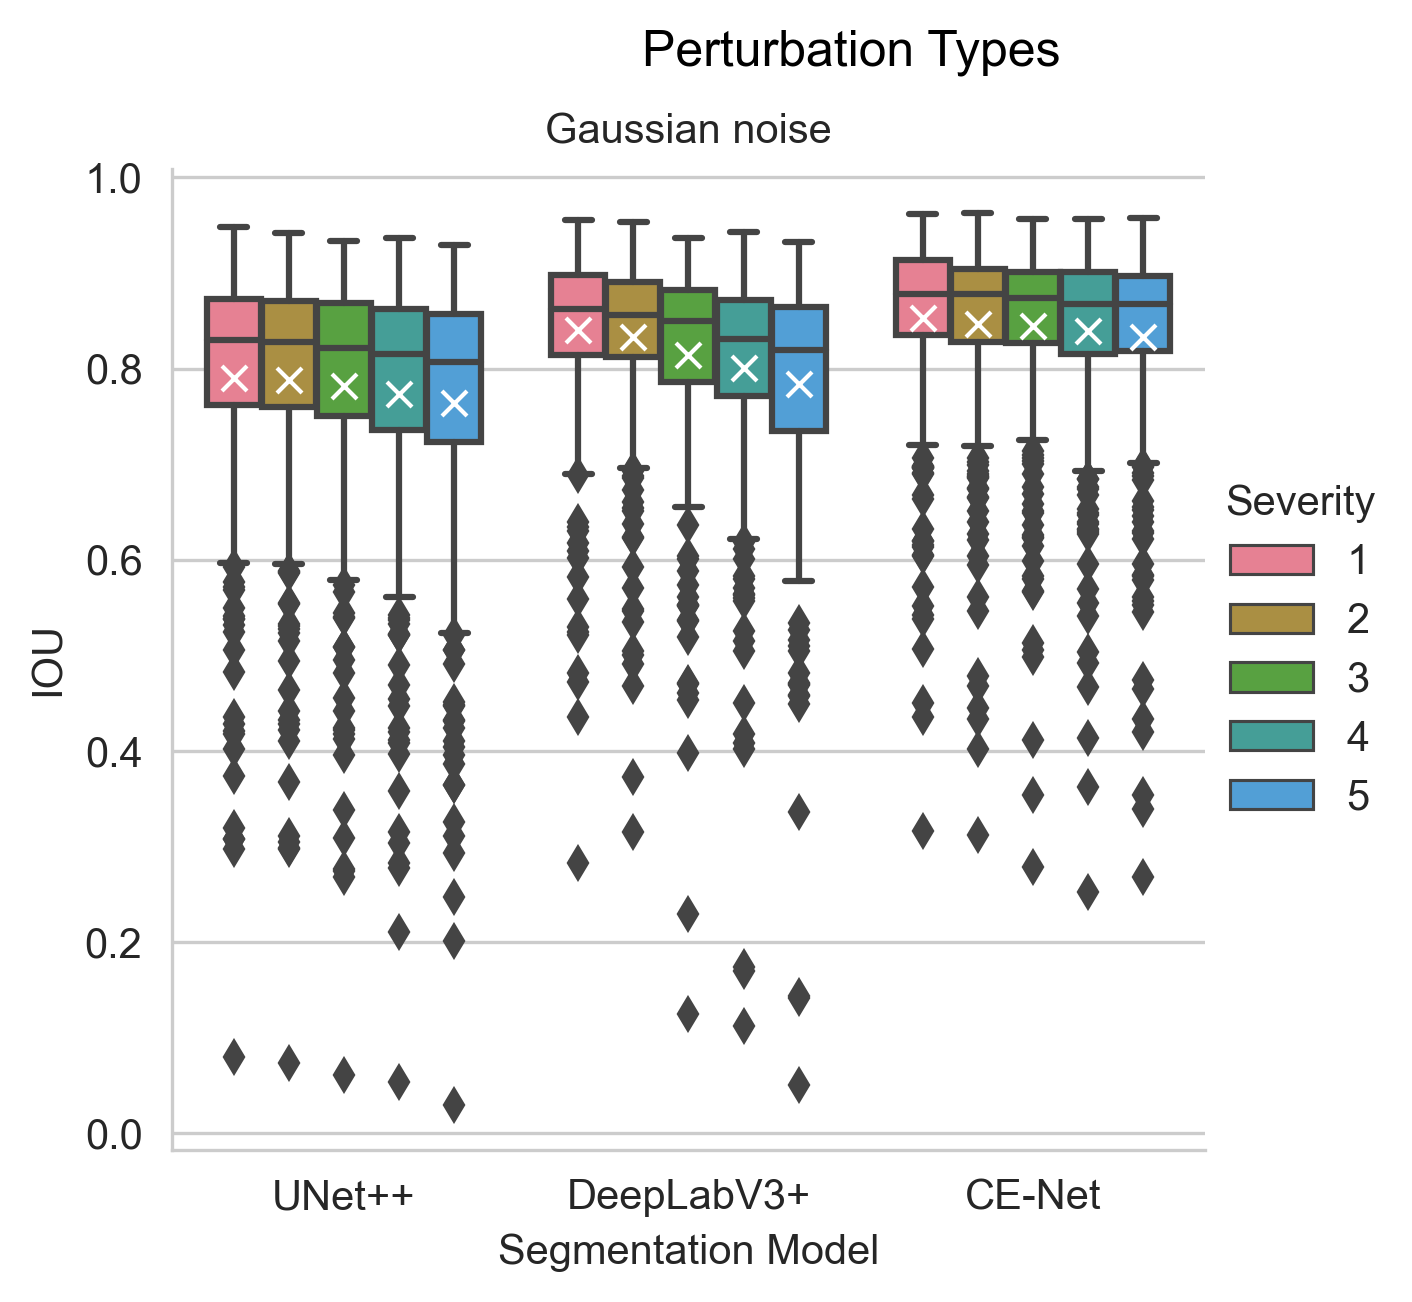 Perturbation Types
Gaussian noise
1.0
0.8
0.6
0.4
0.2
0.0
IOU
UNet++
DeepLabV3+
CE-Net
Segmentation Model
Severity
1
2
3
4
5